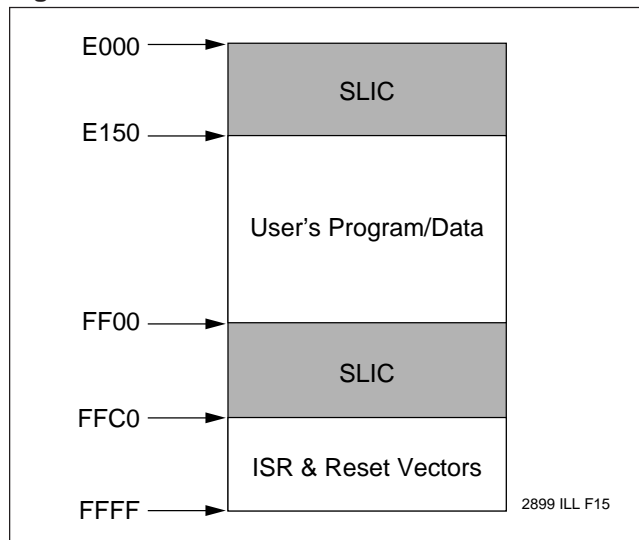 E000
SLIC
E150
User's Program/Data
FF00
SLIC
FFC0
ISR & Reset Vectors
FFFF
2899 ILL F15